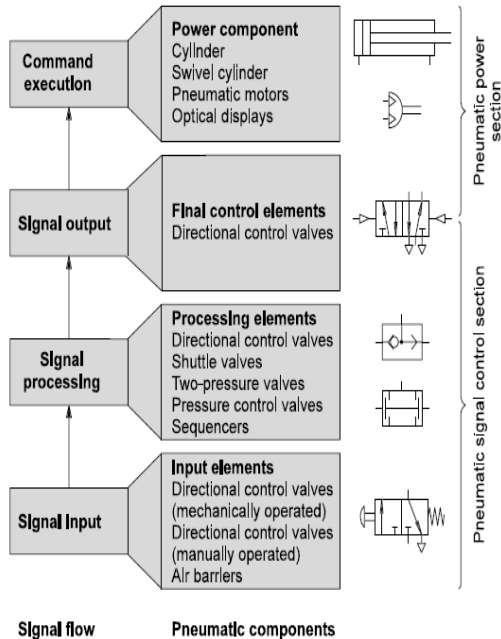 Command
execution
Power component
Cylinder
Swivel cylinder
Pneumatic motors
Optical displays
Pneumatic power
section
Signal output
Final control elements
Directional control valves
Signal
processing
Processing elements
Directional control valves
Shuttle valves
Two-pressure valves
Pressure control valves
Sequencers
Pneumatic signal control section
Signal Input
Input elements
Directional control valves
(mechanically operated)
Directional control valves
(manually operated)
Air barriers
Signal flow
Pneumatic components